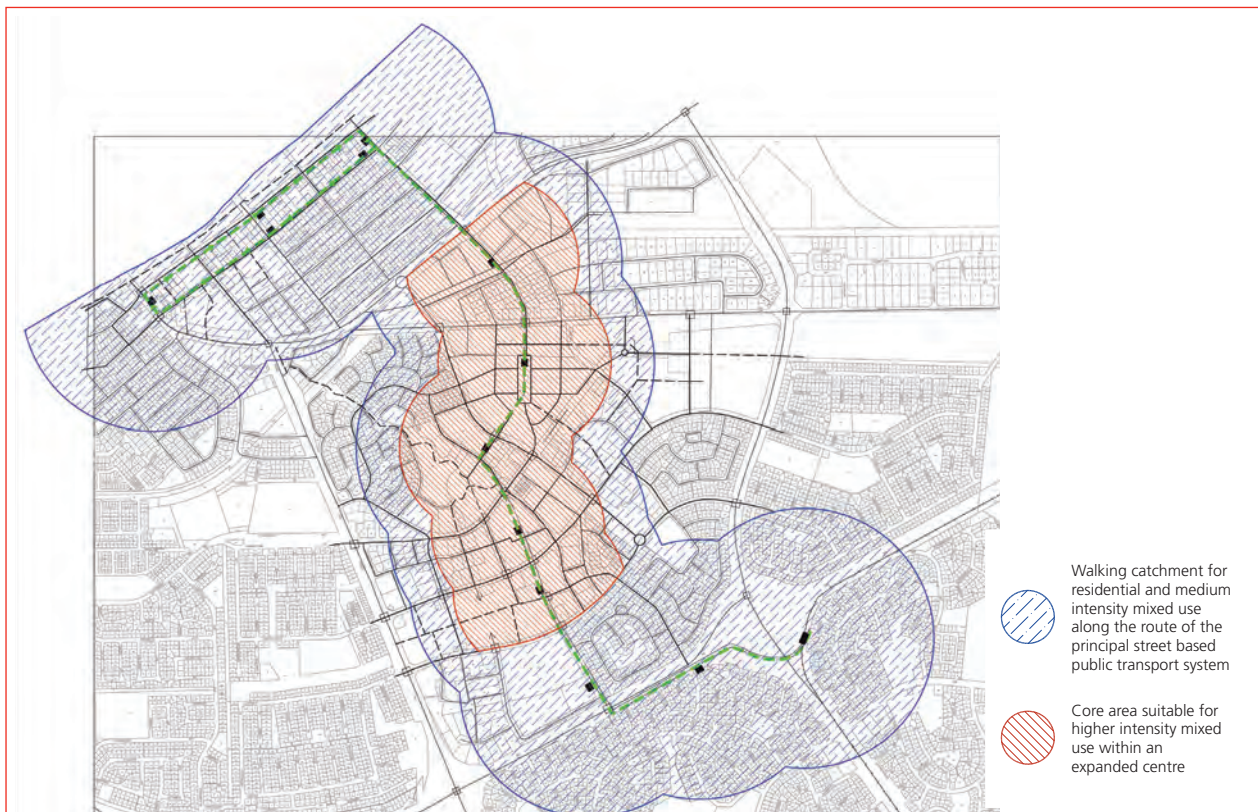 Walking catchment for
residential and medium
intensity mixed use
along the route of the
principal street based
public transport system
Core area suitable for
higher intensity mixed
use within an
expanded centre